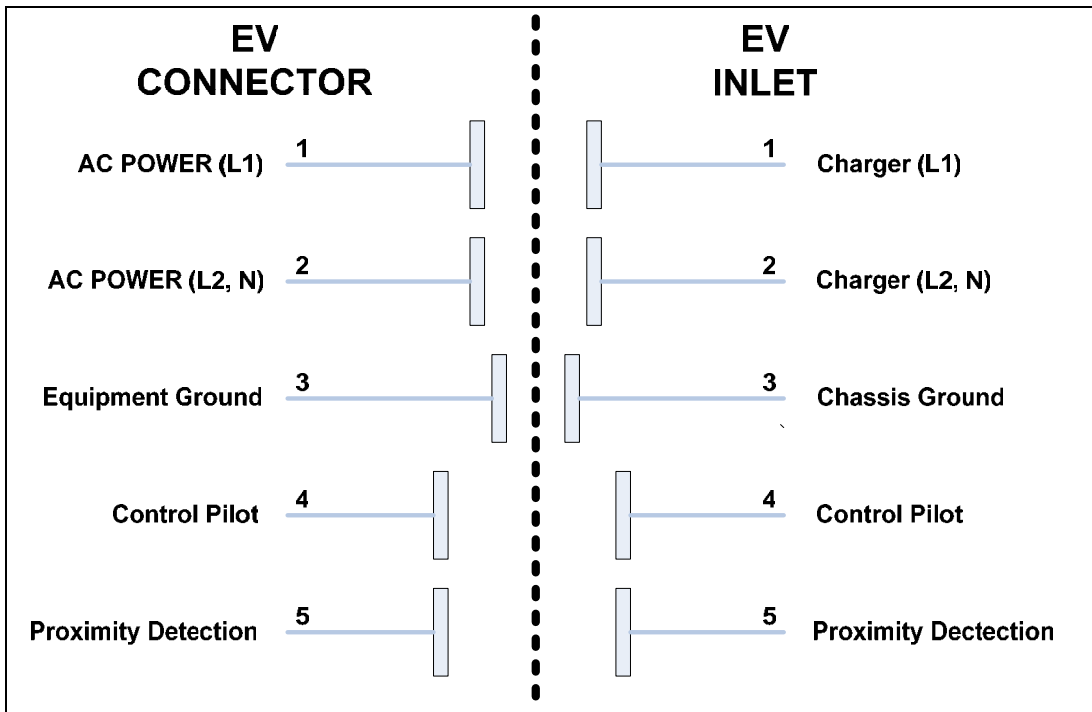 EV
CONNECTOR
EV
INLET
AC POWER (L1) 1
1 Charger (L1)
AC POWER (L2, N) 2
2 Charger (L2, N)
Equipment Ground 3
3 Chassis Ground
Control Pilot 4
4 Control Pilot
Proximity Detection 5
5 Proximity Dectection